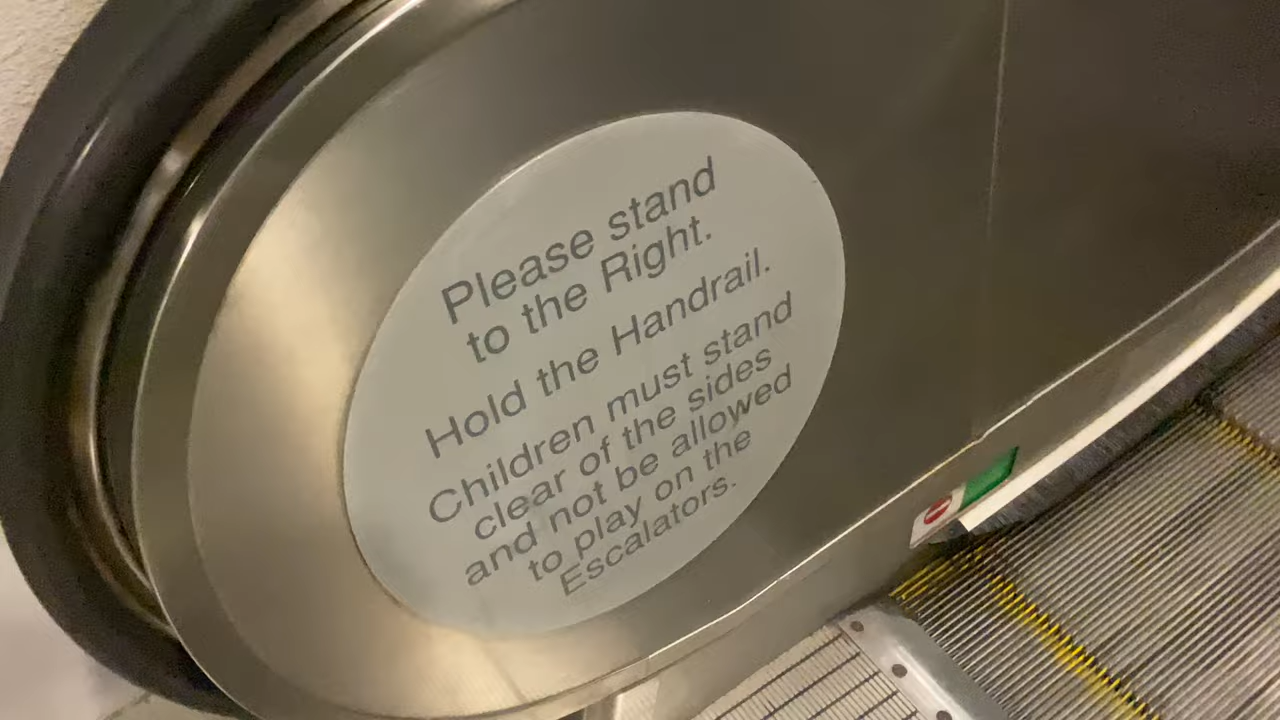 Please stand
to the Right.
Hold the Handrail.
Children must stand
clear of the sides
and not be allowed
to play on the
Escalators.